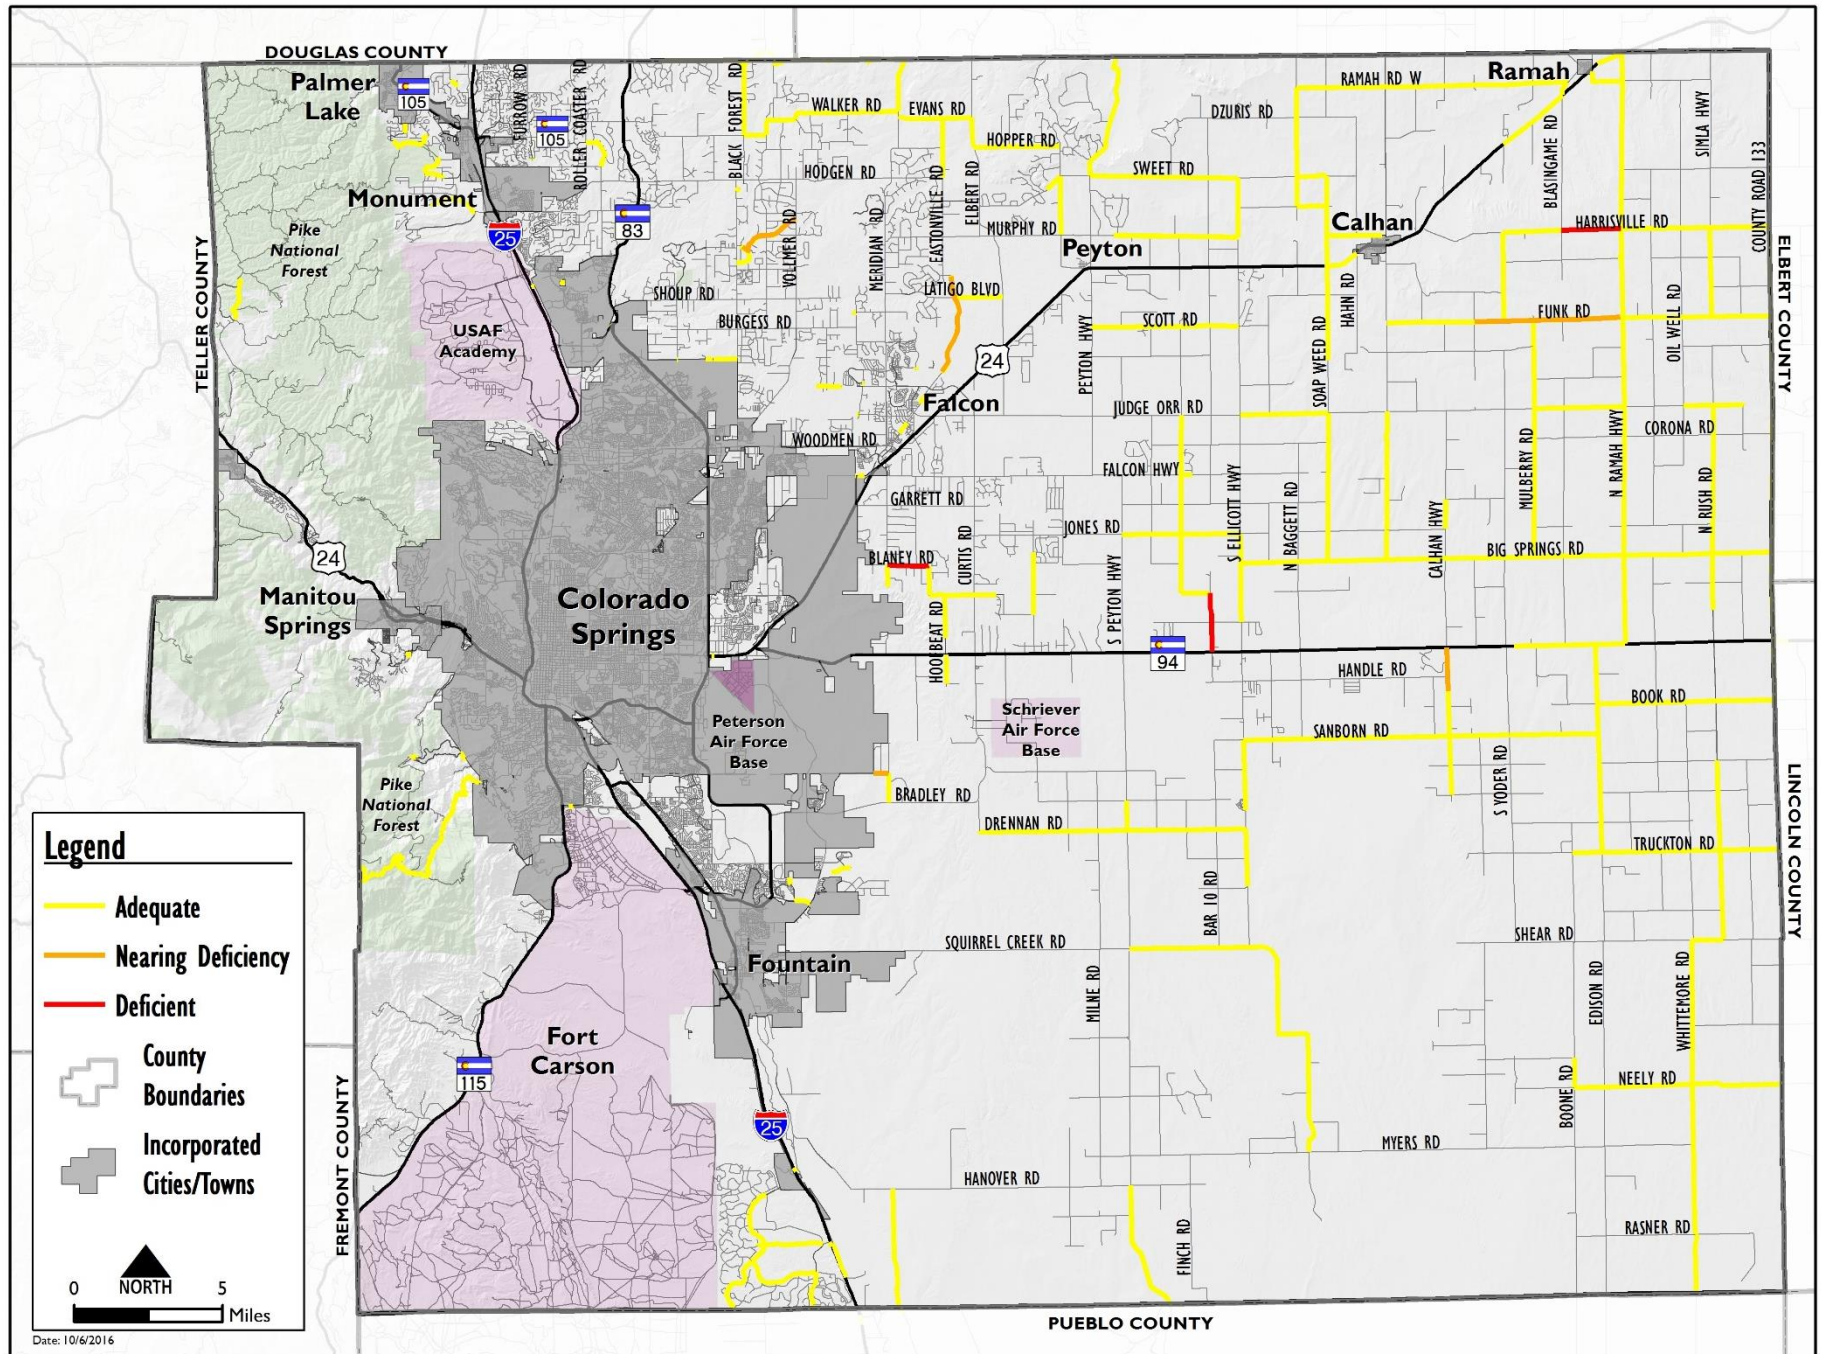 DOUGLAS COUNTY
Palmer
Lake
105
FURROW RD
105
ROLLER COASTER RD
BLACK FOREST RD
WALKER RD
EVANS RD
HOPPER RD
DZURIS RD
RAMAH RD W
Ramah
SIMLA HWY
BLASINGAME RD
COUNTY ROAD 133
HODGEN RD
SWEET RD
Monument
83
25
VOLLMER RD
MERIDIAN RD
EASTONVILLE RD
ELBERT RD
MURPHY RD
Peyton
Calhan
HARRISVILLE RD
Pike
National
Forest
TELLER COUNTY
ELBERT COUNTY
SHOUP RD
BURGESS RD
LATIGO BLVD
SCOTT RD
HAHN RD
FUNK RD
OIL WELL RD
USAF
Academy
24
PEYTON HWY
SOAP WEED RD
Falcon
JUDGE ORR RD
WOODMEN RD
CORONA RD
MULBERRY RD
N RAMAH HWY
N RUSH RD
FALCON HWY
GARRETT RD
S ELLICOTT HWY
N BAGGETT RD
CALHAN HWY
JONES RD
BLANEY RD
CURTIS RD
BIG SPRINGS RD
24
Manitou
Springs
Colorado
Springs
HOOFBEAT RD
S PEYTON HWY
94
HANDLE RD
BOOK RD
Peterson
Air Force
Base
Schriever
Air Force
Base
SANBORN RD
S YODER RD
Pike
National
Forest
BRADLEY RD
DRENNAN RD
TRUCKTON RD
LINCOLN COUNTY
BAR 10 RD
SQUIRREL CREEK RD
SHEAR RD
Fountain
MILNE RD
EDISON RD
WHITTEMORE RD
Fort
Carson
115
NEELY RD
BOONE RD
25
MYERS RD
FREMONT COUNTY
HANOVER RD
FINCH RD
RASNER RD
PUEBLO COUNTY
Legend
Adequate
Nearing Deficiency
Deficient
County
Boundaries
Incorporated
Cities/Towns
NORTH
0 5
Miles
Date: 10/6/2016